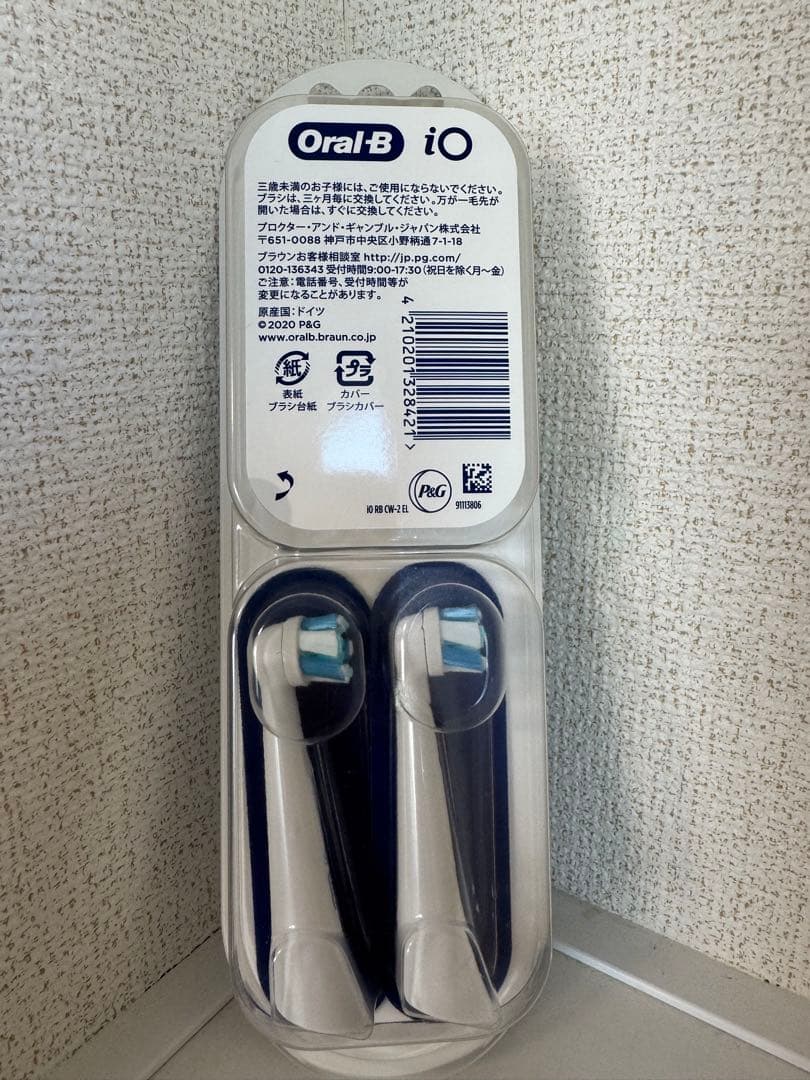 Oral-B iO
三歳未満のお子様には、ご使用にならないでください。
ブラシは、三ヶ月毎に交換してください。万が一毛先が
開いた場合は、すぐに交換してください。
プロクター・アンド・ギャンブル・ジャパン株式会社
〒651-0088 神戸市中央区小野柄通7-1-18
ブラウンお客様相談室 http://jp.pg.com/
0120-136343 受付時間9:00-17:30(祝日を除く月〜金)
ご注意:電話番号、受付時間等が
変更になることがあります。
原産国:ドイツ
©2020 P&G
www.oralb.braun.co.jp
4 210201 328421 >
紙 プラ
表紙 カバー
ブラシ台紙 ブラシカバー
P&G
iO RB CW-2 EL 91113806